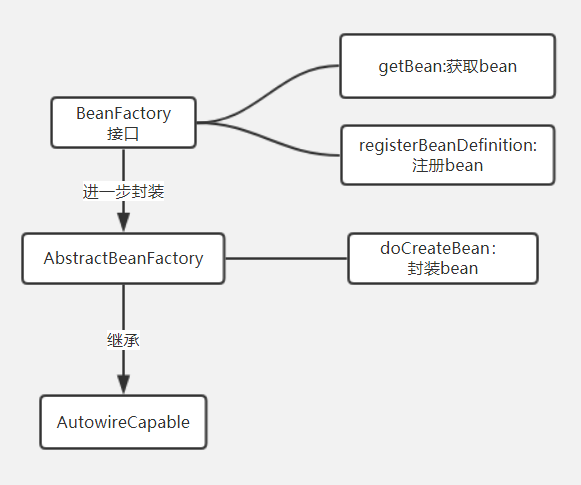 getBean:获取bean
BeanFactory
接口
registerBeanDefinition:
注册bean
进一步封装
AbstractBeanFactory
doCreateBean：
封装bean
继承
AutowireCapable